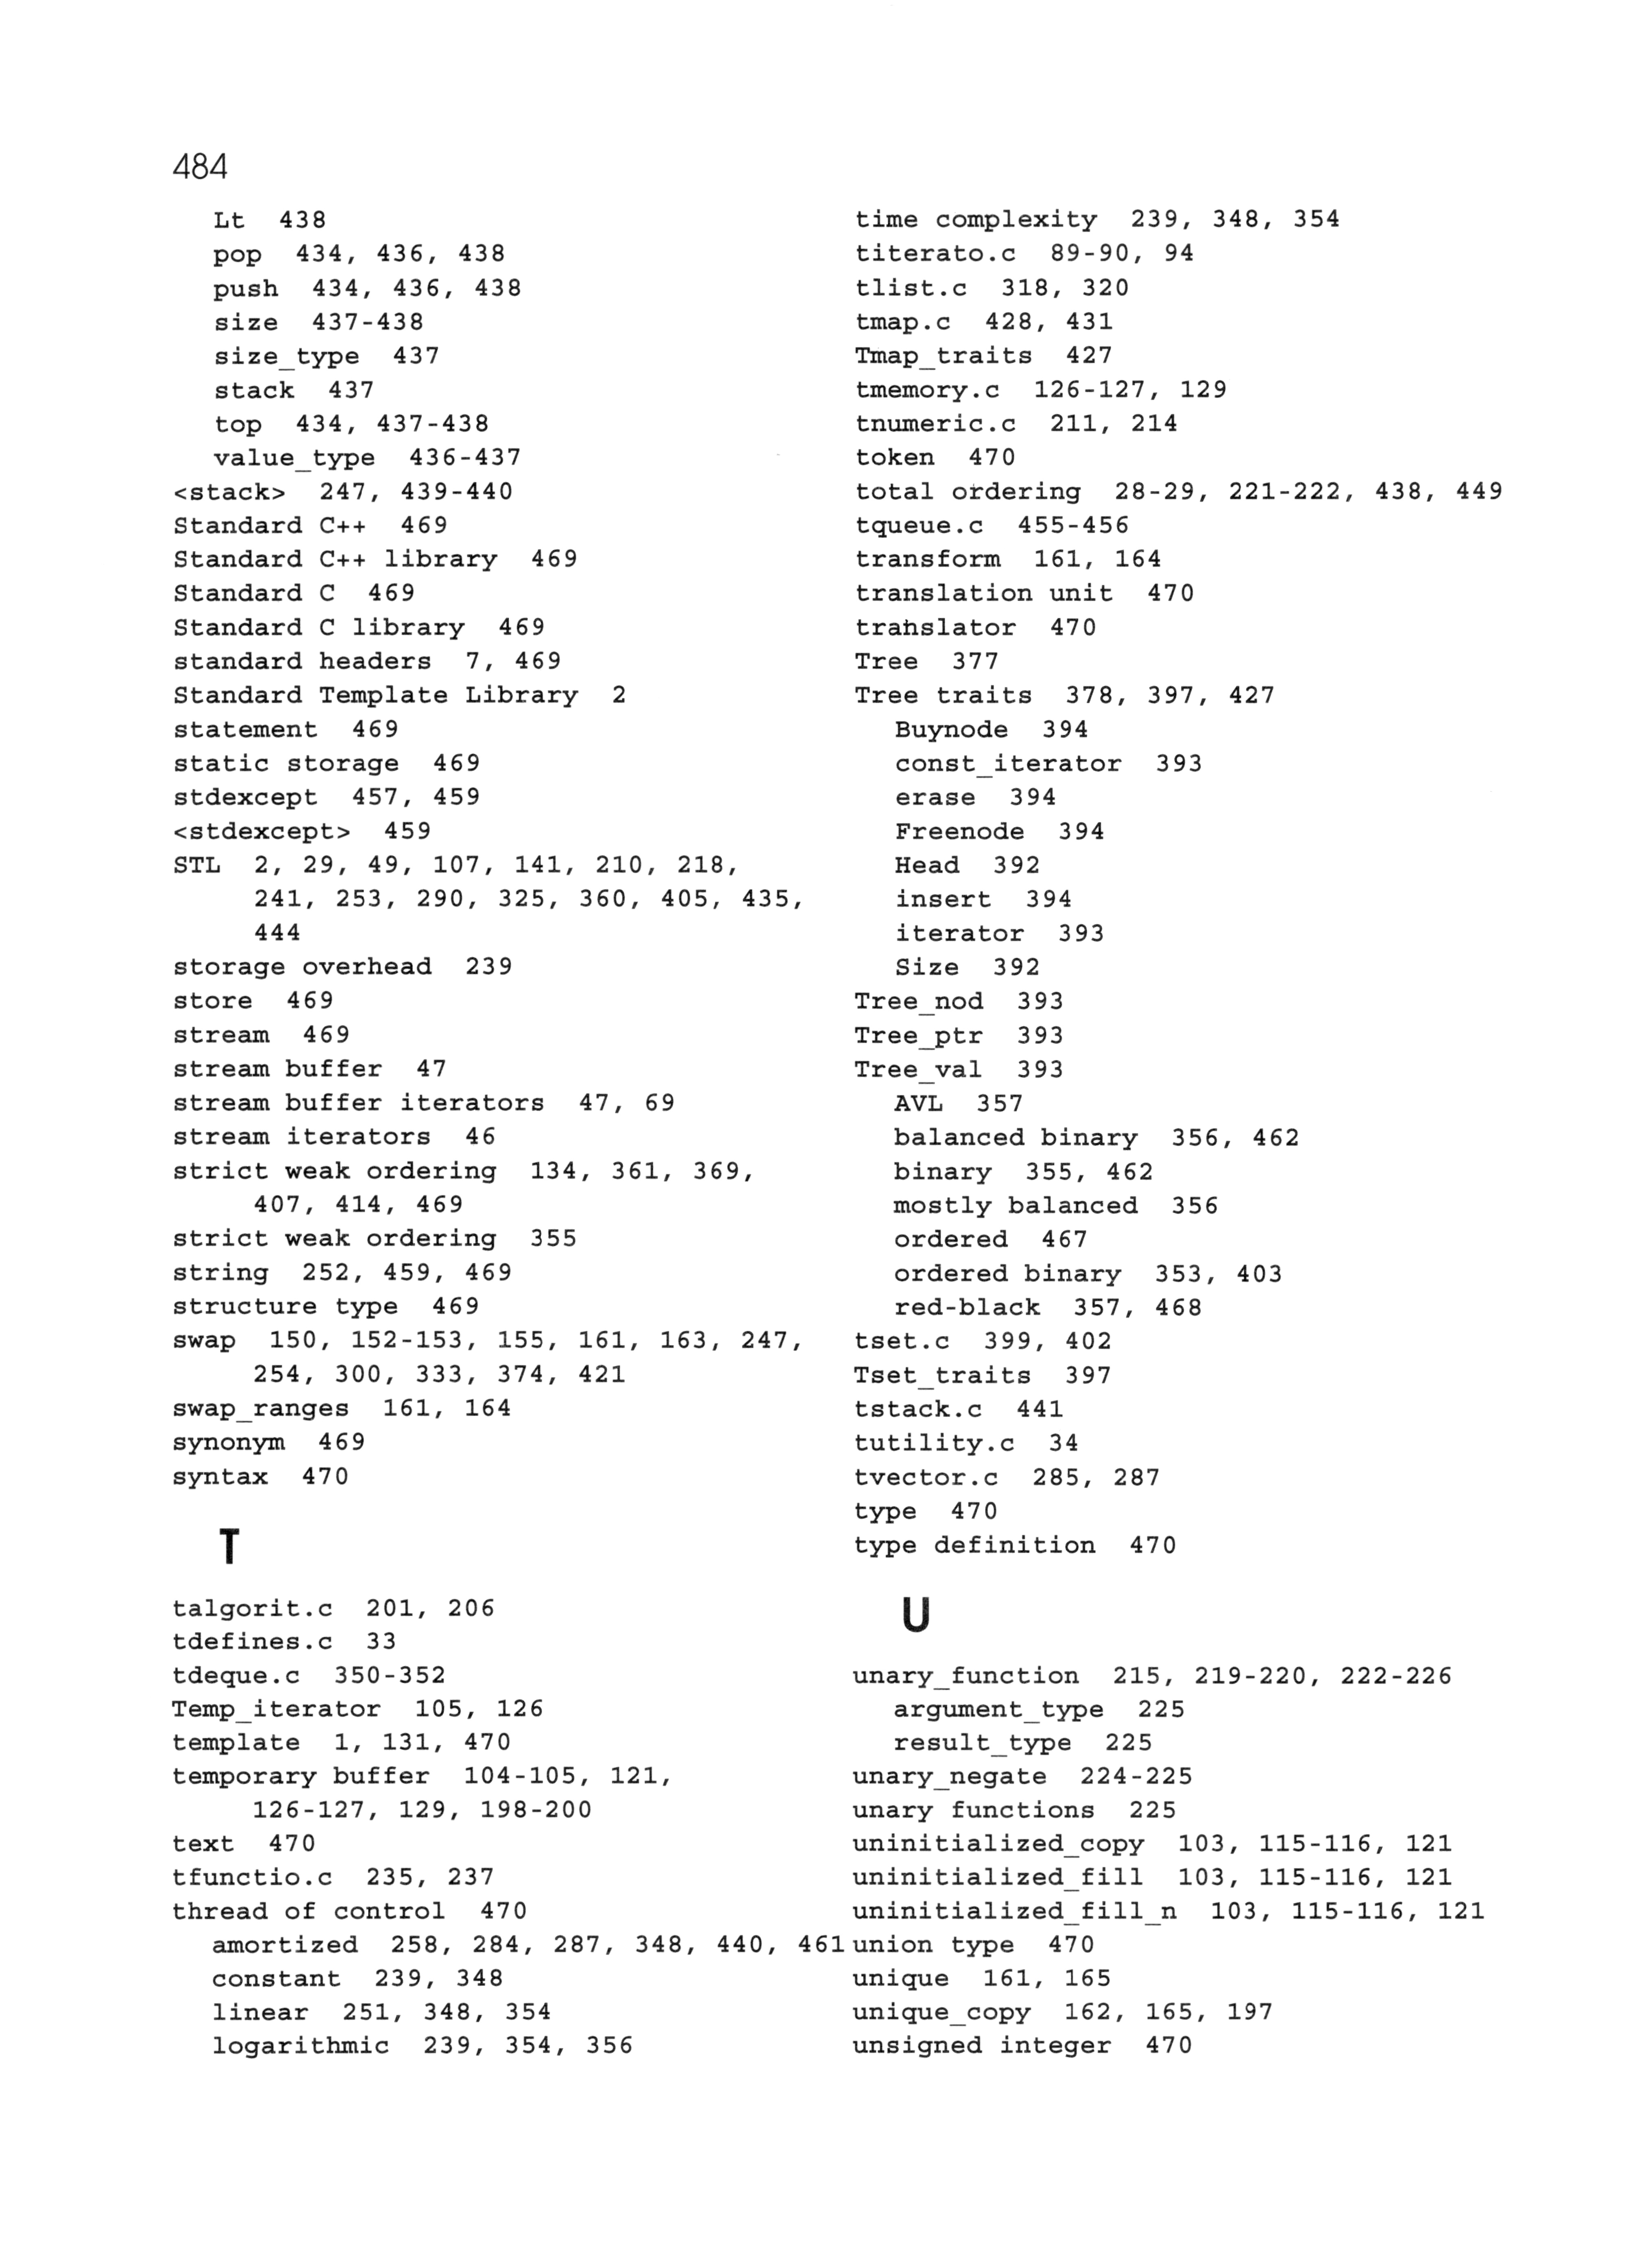 484
Lt 438
pop 434, 436, 438
push 434, 436, 438
size 437-438
size_type 437
stack 437
top 434, 437-438
value_type 436-437
<stack> 247, 439-440
Standard C++ 469
Standard C++ library 469
Standard C 469
Standard C library 469
standard headers 7, 469
Standard Template Library 2
statement 469
static storage 469
stdexcept 457, 459
<stdexcept> 459
STL 2, 29, 49, 107, 141, 210, 218,
241, 253, 290, 325, 360, 405, 435,
444
storage overhead 239
store 469
stream 469
stream buffer 47
stream buffer iterators 47, 69
stream iterators 46
strict weak ordering 134, 361, 369,
407, 414, 469
strict weak ordering 355
string 252, 459, 469
structure type 469
swap 150, 152-153, 155, 161, 163, 247,
254, 300, 333, 374, 421
swap_ranges 161, 164
synonym 469
syntax 470
T
talgorit.c 201, 206
tdefines.c 33
tdeque.c 350-352
Temp_iterator 105, 126
template 1, 131, 470
temporary buffer 104-105, 121,
126-127, 129, 198-200
text 470
tfunctio.c 235, 237
thread of control 470
amortized 258, 284, 287, 348, 440, 461
constant 239, 348
linear 251, 348, 354
logarithmic 239, 354, 356
time complexity 239, 348, 354
titerato.c 89-90, 94
tlist.c 318, 320
tmap.c 428, 431
Tmap_traits 427
tmemory.c 126-127, 129
tnumeric.c 211, 214
token 470
total ordering 28-29, 221-222, 438, 449
tqueue.c 455-456
transform 161, 164
translation unit 470
translator 470
Tree 377
Tree traits 378, 397, 427
Buynode 394
const_iterator 393
erase 394
Freenode 394
Head 392
insert 394
iterator 393
Size 392
Tree_nod 393
Tree_ptr 393
Tree_val 393
AVL 357
balanced binary 356, 462
binary 355, 462
mostly balanced 356
ordered 467
ordered binary 353, 403
red-black 357, 468
tset.c 399, 402
Tset_traits 397
tstack.c 441
tutility.c 34
tvector.c 285, 287
type 470
type definition 470
U
unary_function 215, 219-220, 222-226
argument_type 225
result_type 225
unary_negate 224-225
unary functions 225
uninitialized_copy 103, 115-116, 121
uninitialized_fill 103, 115-116, 121
uninitialized_fill_n 103, 115-116, 121
union type 470
unique 161, 165
unique_copy 162, 165, 197
unsigned integer 470